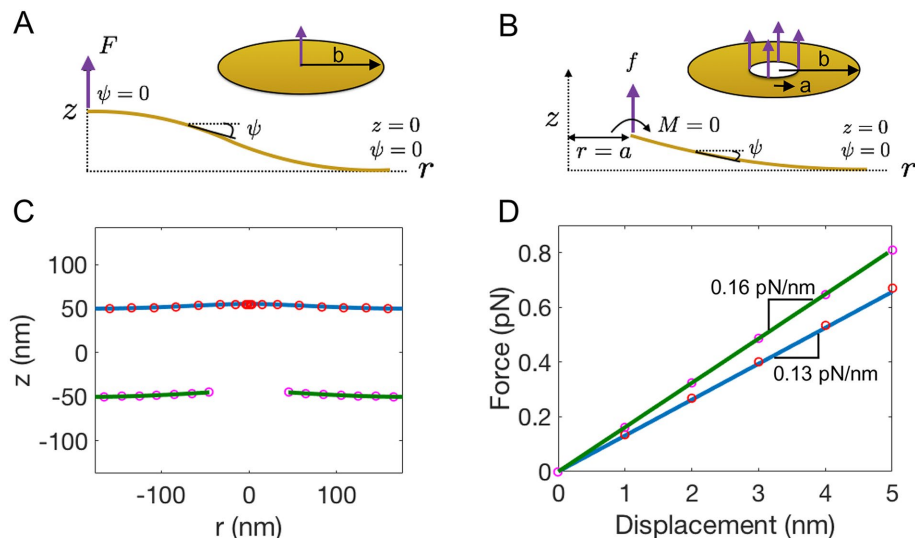 A
F
ψ = 0
z
ψ
z = 0
ψ = 0
r
b
B
f
z
M = 0
r = a
ψ
z = 0
ψ = 0
r
b
a
C
z (nm)
100
50
0
-50
-100
-100
0
100
r (nm)
D
Force (pN)
0.8
0.6
0.4
0.2
0
0.16 pN/nm
0.13 pN/nm
0
1
2
3
4
5
Displacement (nm)